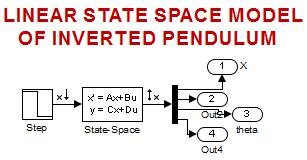 LINEAR STATE SPACE MODEL
OF INVERTED PENDULUM
1
X
x' = Ax+Bu
y = Cx+Du
x
x
2
3
4
Step
State-Space
theta
Out4